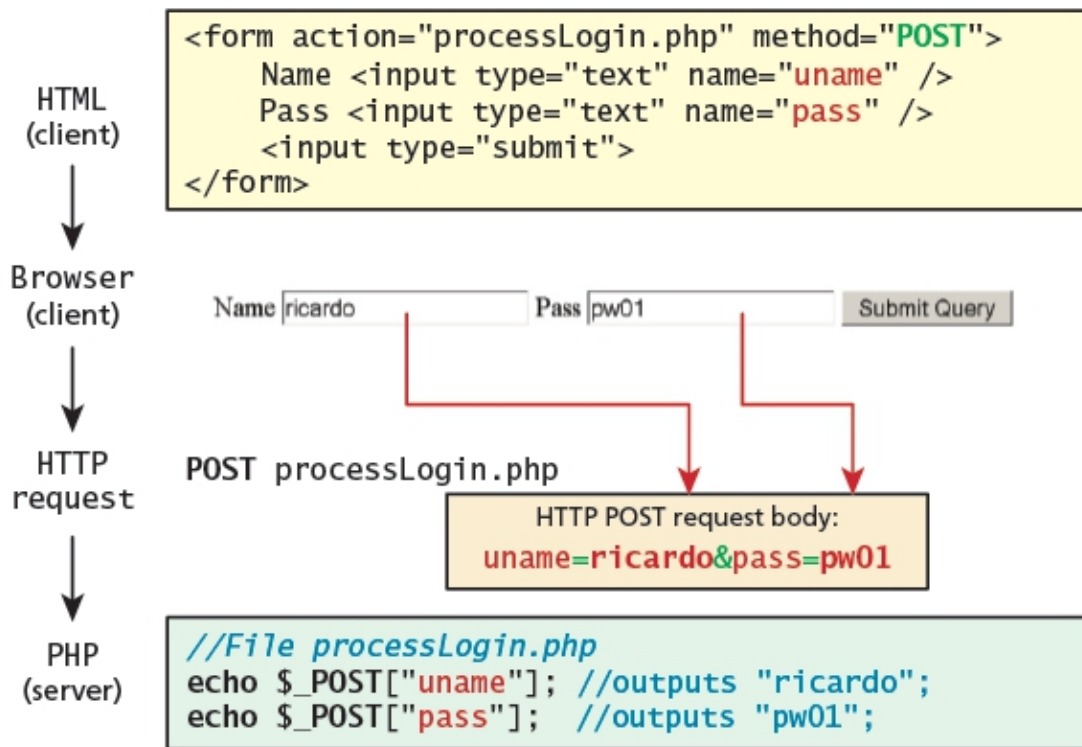 <form action="processLogin.php" method="POST">
Name <input type="text" name="uname" />
Pass <input type="text" name="pass" />
<input type="submit">
</form>
HTML
(client)
Browser
(client)
Name ricardo Pass pw01 Submit Query
HTTP
request
POST processLogin.php
HTTP POST request body:
uname=ricardo&pass=pw01
PHP
(server)
//File processLogin.php
echo $_POST["uname"]; //outputs "ricardo";
echo $_POST["pass"]; //outputs "pw01";